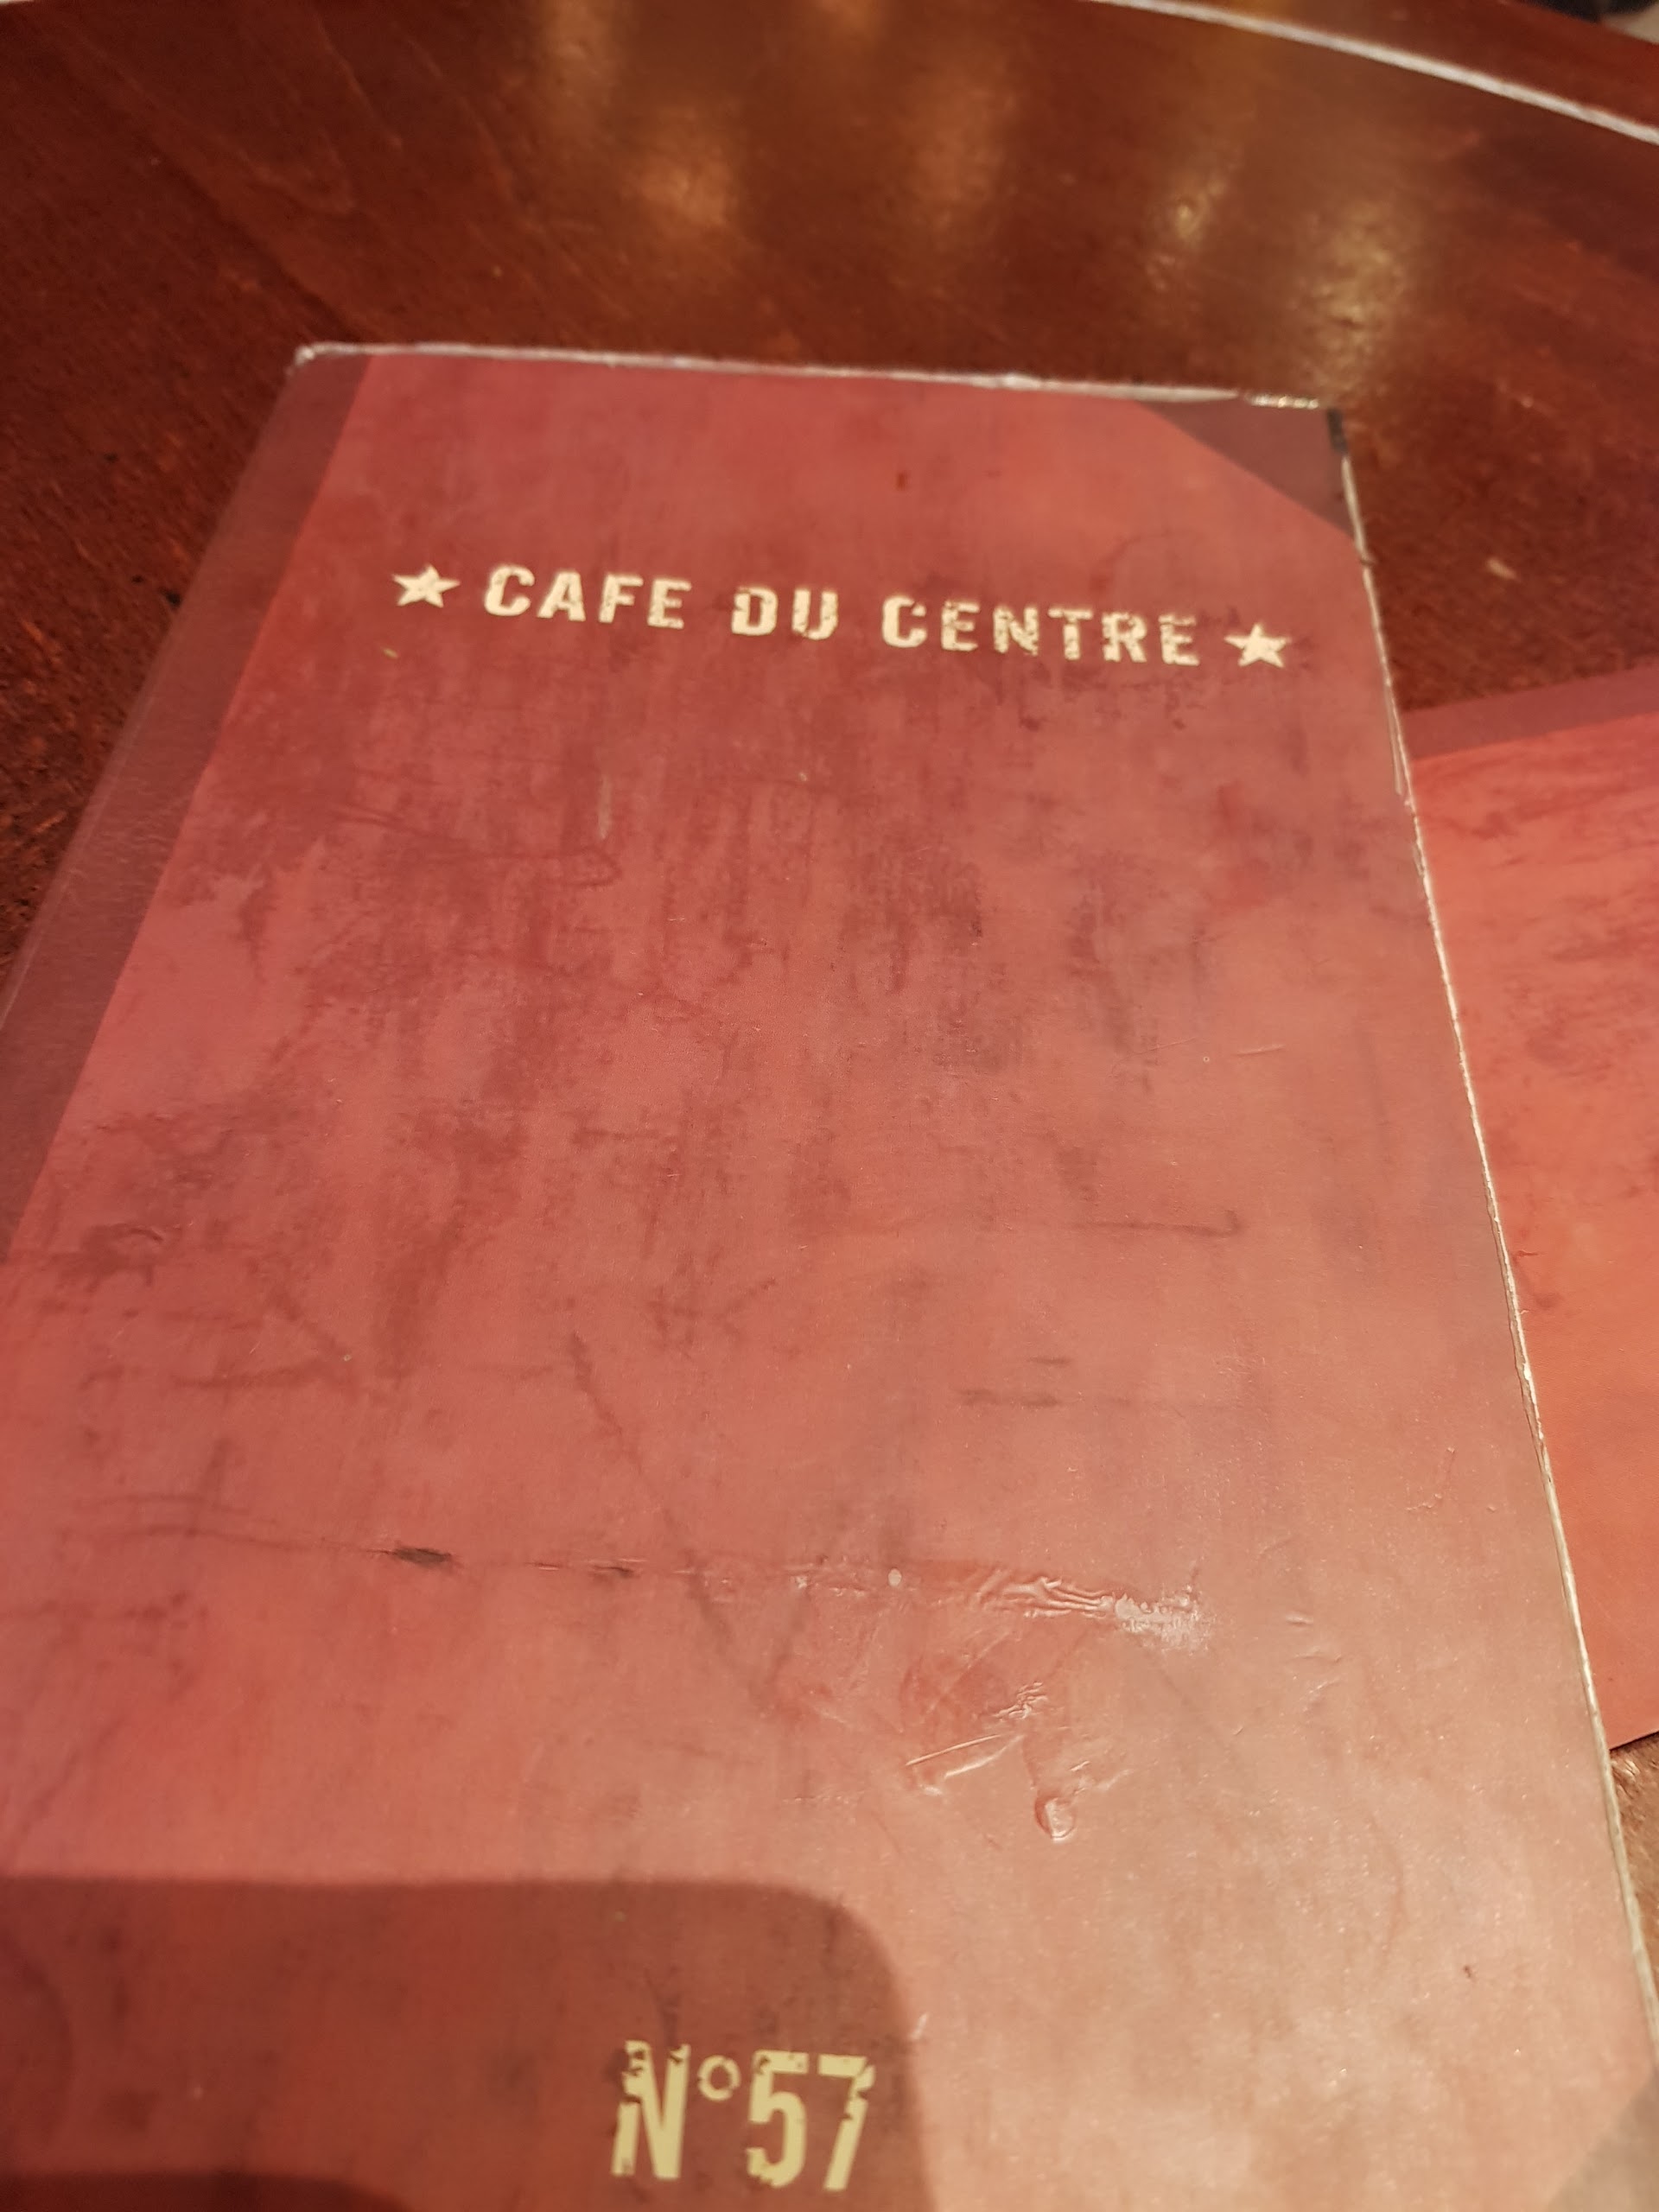 ★ CAFE DU CENTRE ★
N°57